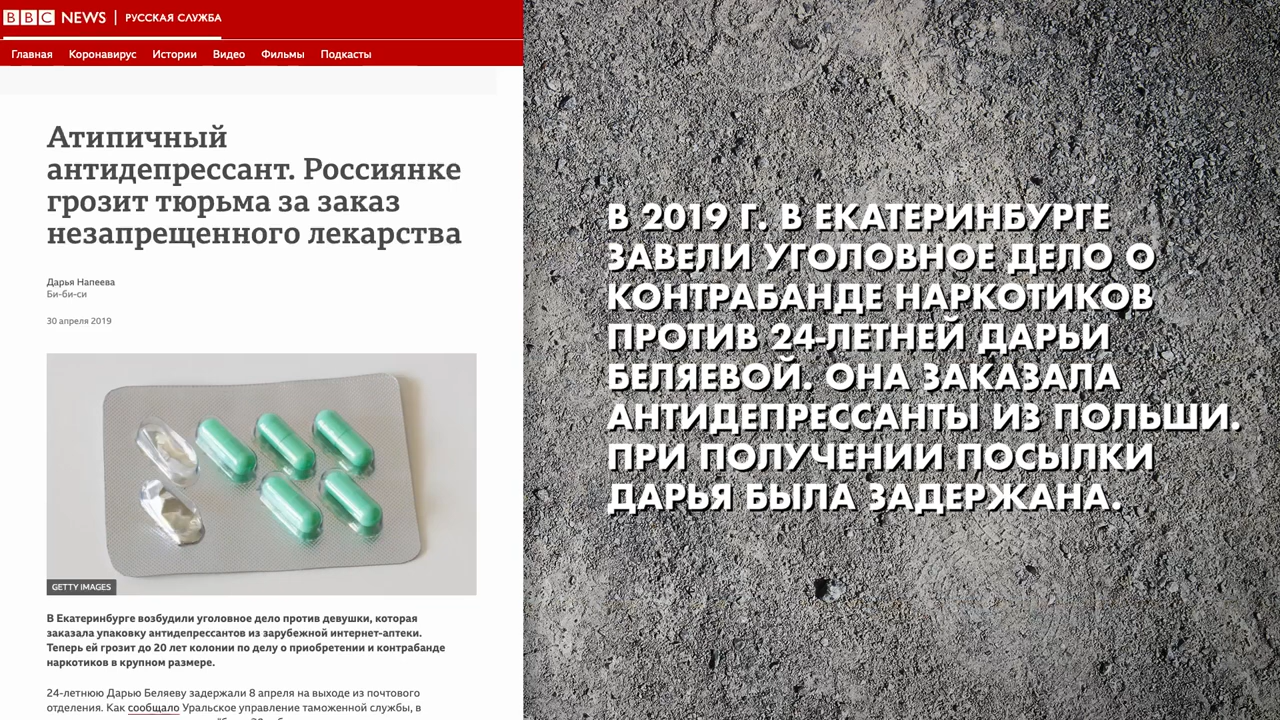 BBC NEWS | РУССКАЯ СЛУЖБА
Главная Коронавирус Истории Видео Фильмы Подкасты
Атипичный
антидепрессант. Россиянке
грозит тюрьма за заказ
незапрещенного лекарства
Дарья Напеева
Би-би-си
30 апреля 2019
GETTY IMAGES
В Екатеринбурге возбудили уголовное дело против девушки, которая
заказала упаковку антидепрессантов из зарубежной интернет-аптеки.
Теперь ей грозит до 20 лет колонии по делу о приобретении и контрабанде
наркотиков в крупном размере.
24-летнюю Дарью Беляеву задержали 8 апреля на выходе из почтового
отделения. Как сообщало Уральское управление таможенной службы, в
В 2019 Г. В ЕКАТЕРИНБУРГЕ
ЗАВЕЛИ УГОЛОВНОЕ ДЕЛО О
КОНТРАБАНДЕ НАРКОТИКОВ
ПРОТИВ 24-ЛЕТНЕЙ ДАРЬИ
БЕЛЯЕВОЙ. ОНА ЗАКАЗАЛА
АНТИДЕПРЕССАНТЫ ИЗ ПОЛЬШИ.
ПРИ ПОЛУЧЕНИИ ПОСЫЛКИ
ДАРЬЯ БЫЛА ЗАДЕРЖАНА.